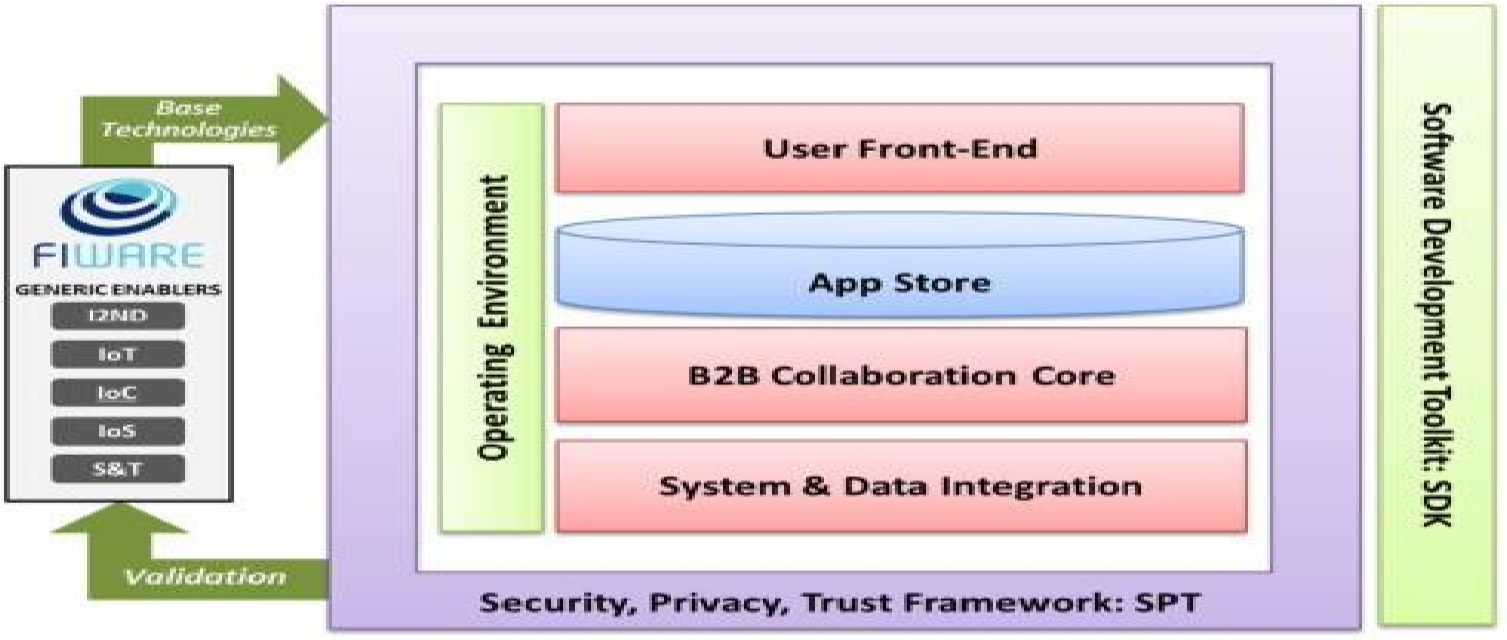 Base
Technologies
FIWARE
GENERIC ENABLERS
I2ND
IoT
IoC
IoS
S&T
Validation
Operating Environment
User Front-End
App Store
B2B Collaboration Core
System & Data Integration
Security, Privacy, Trust Framework: SPT
Software Development Toolkit: SDK